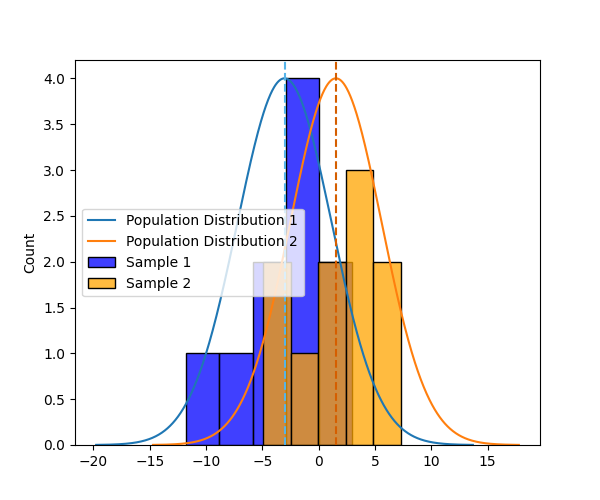 4.0
3.5
3.0
2.5
2.0
1.5
1.0
0.5
0.0
Count
Population Distribution 1
Population Distribution 2
Sample 1
Sample 2
−20 −15 −10 −5 0 5 10 15